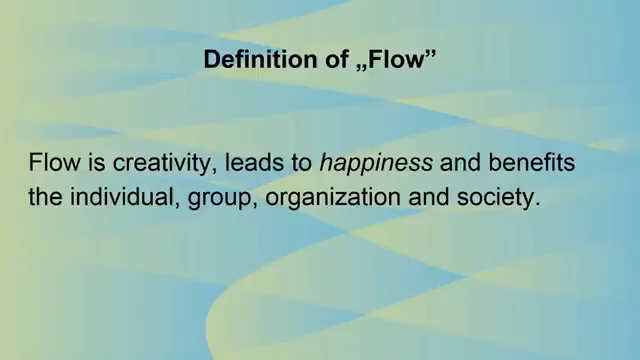 Definition of „Flow”
Flow is creativity, leads to happiness and benefits
the individual, group, organization and society.